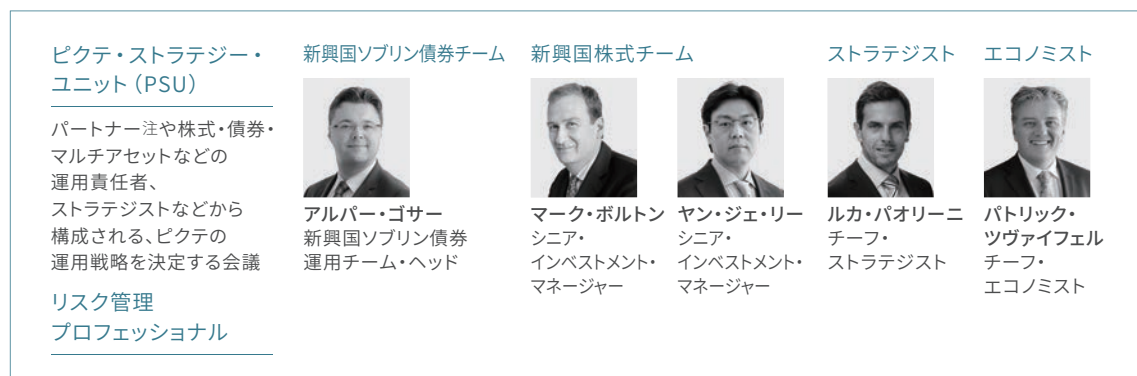 ピクテ・ストラテジー・
ユニット（PSU）
パートナー注や株式・債券・
マルチアセットなどの
運用責任者、
ストラテジストなどから
構成される、ピクテの
運用戦略を決定する会議
リスク管理
プロフェッショナル
新興国ソブリン債券チーム
アルパー・ゴサー
新興国ソブリン債券
運用チーム・ヘッド
新興国株式チーム
マーク・ボルトン
シニア・
インベストメント・
マネージャー
ヤン・ジェ・リー
シニア・
インベストメント・
マネージャー
ストラテジスト
ルカ・パオリーニ
チーフ・
ストラテジスト
エコノミスト
パトリック・
ツヴァイフェル
チーフ・
エコノミスト